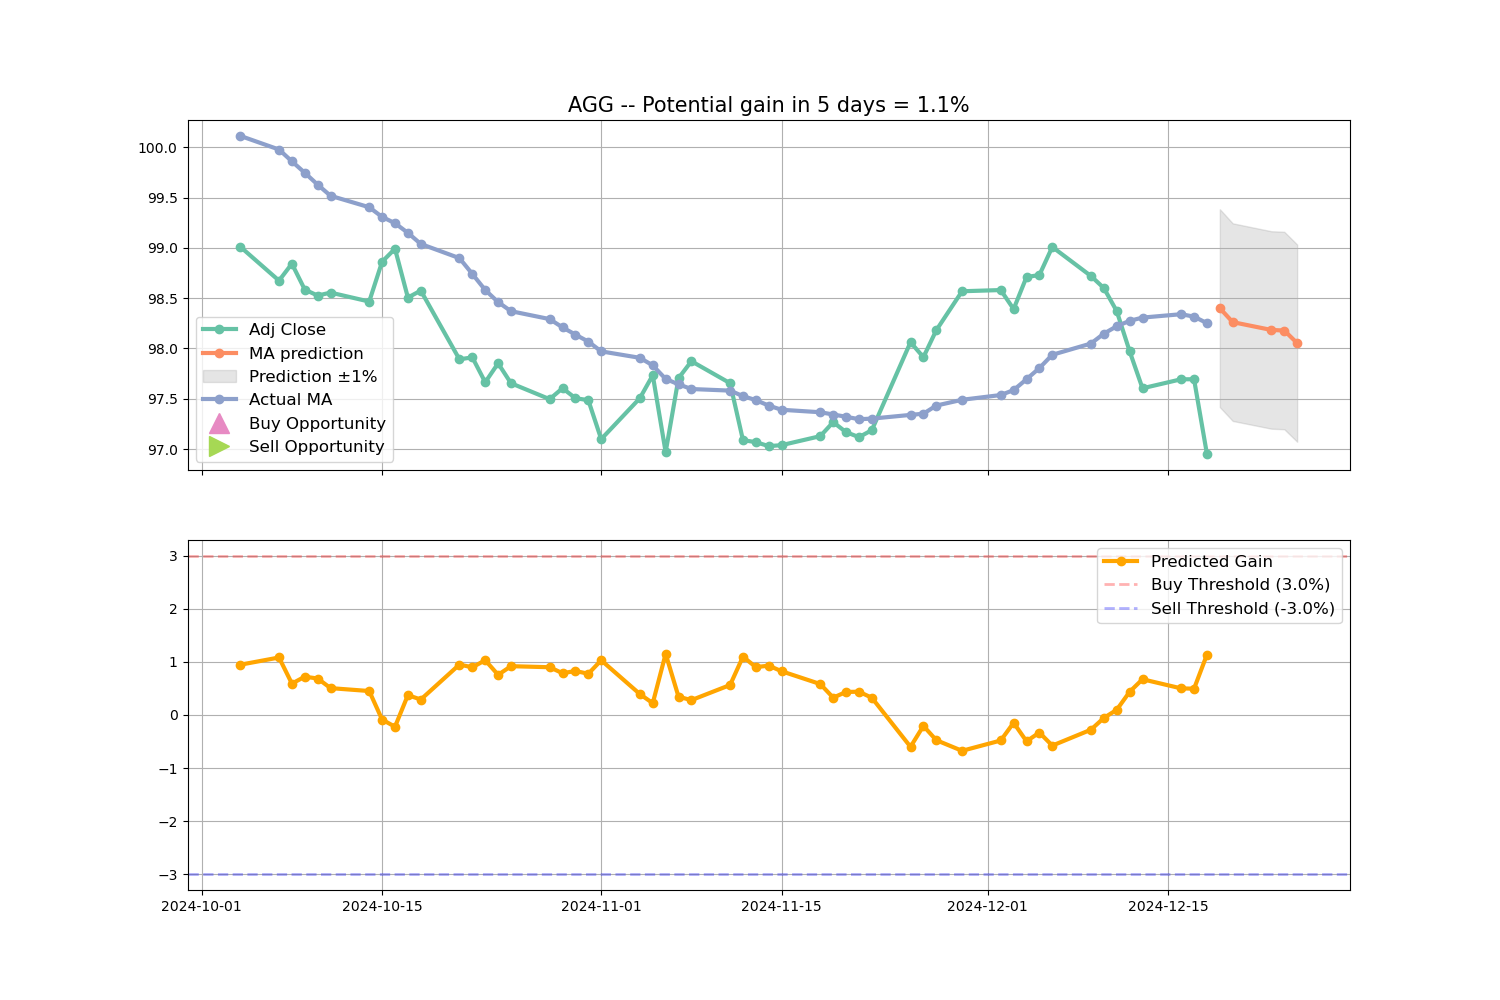 AGG -- Potential gain in 5 days = 1.1%
100.0
99.5
99.0
98.5
98.0
97.5
97.0
Adj Close
MA prediction
Prediction ±1%
Actual MA
Buy Opportunity
Sell Opportunity
3
2
1
0
−1
−2
−3
Predicted Gain
Buy Threshold (3.0%)
Sell Threshold (-3.0%)
2024-10-01
2024-10-15
2024-11-01
2024-11-15
2024-12-01
2024-12-15